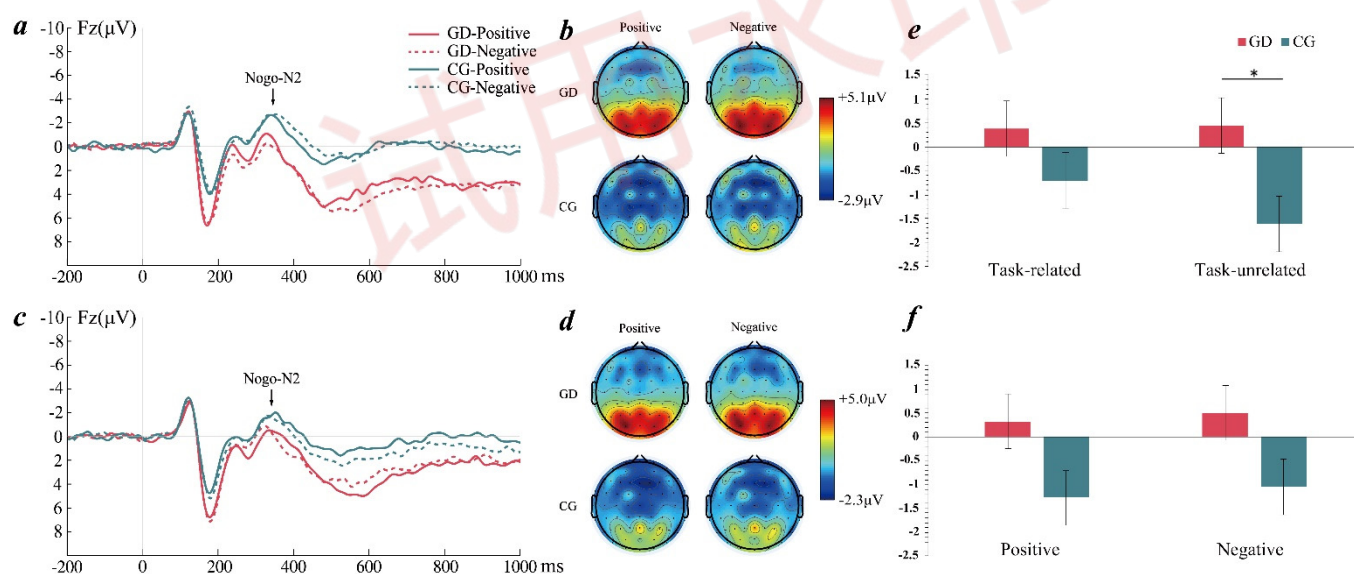 试用水印
a
Fz(μV)
-10
-8
-6
-4
-2
0
2
4
6
8
-200
0
200
400
600
800
1000 ms
Nogo-N2
GD-Positive
GD-Negative
CG-Positive
CG-Negative
b
Positive
Negative
GD
CG
+5.1μV
-2.9μV
e
GD
CG
1.5
1
0.5
0
-0.5
-1
-1.5
-2
-2.5
*
Task-related
Task-unrelated
c
Fz(μV)
-10
-8
-6
-4
-2
0
2
4
6
8
-200
0
200
400
600
800
1000 ms
Nogo-N2
d
Positive
Negative
GD
CG
+5.0μV
-2.3μV
f
1.5
1
0.5
0
-0.5
-1
-1.5
-2
-2.5
Positive
Negative